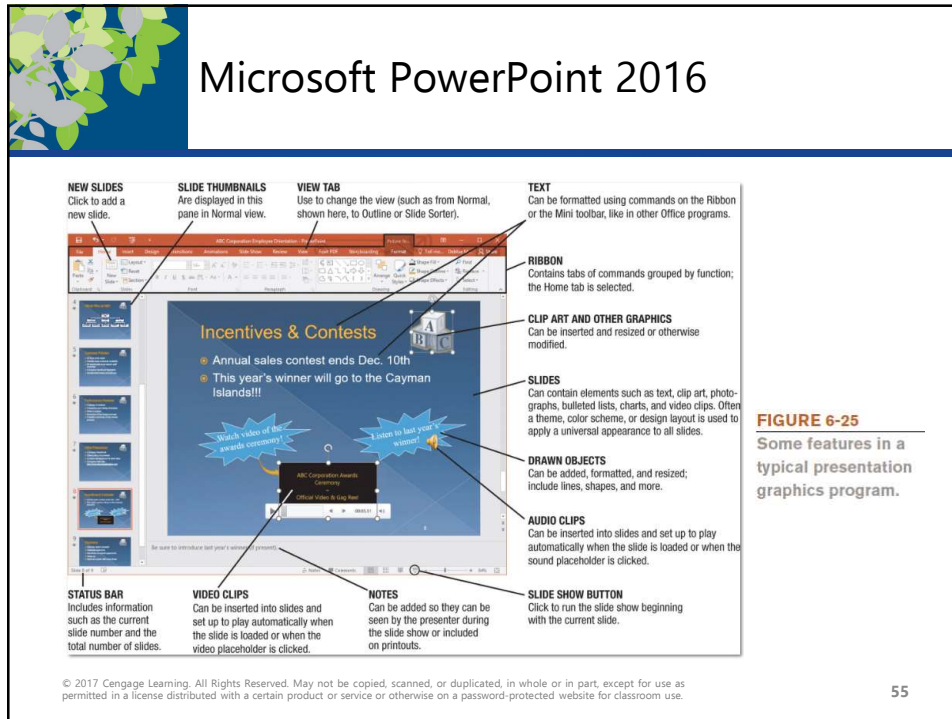 Microsoft PowerPoint 2016
NEW SLIDES
Click to add a
new slide.
SLIDE THUMBNAILS
Are displayed in this
pane in Normal view.
VIEW TAB
Use to change the view (such as from Normal,
shown here, to Outline or Slide Sorter).
TEXT
Can be formatted using commands on the Ribbon
or the Mini toolbar, like in other Office programs.
ABC Corporation Employee Orientation - PowerPoint
RIBBON
Contains tabs of commands grouped by function;
the Home tab is selected.
CLIP ART AND OTHER GRAPHICS
Can be inserted and resized or otherwise
modified.
SLIDES
Can contain elements such as text, clip art, photo-
graphs, bulleted lists, charts, and video clips. Often
a theme, color scheme, or design layout is used to
apply a universal appearance to all slides.
DRAWN OBJECTS
Can be added, formatted, and resized;
include lines, shapes, and more.
AUDIO CLIPS
Can be inserted into slides and set up to play
automatically when the slide is loaded or when the
sound placeholder is clicked.
SLIDE SHOW BUTTON
Click to run the slide show beginning
with the current slide.
Incentives & Contests
A
B C
Annual sales contest ends Dec. 10th
This year's winner will go to the Cayman
Islands!!!
Watch video of the
awards ceremony!
Listen to last year's
winner!
ABC Corporation Awards
Ceremony
-
Official Video & Gag Reel
Be sure to introduce last year's winner (if present).
STATUS BAR
Includes information
such as the current
slide number and the
total number of slides.
VIDEO CLIPS
Can be inserted into slides and
set up to play automatically when
the slide is loaded or when the
video placeholder is clicked.
NOTES
Can be added so they can be
seen by the presenter during
the slide show or included
on printouts.
FIGURE 6-25
Some features in a
typical presentation
graphics program.
© 2017 Cengage Learning. All Rights Reserved. May not be copied, scanned, or duplicated, in whole or in part, except for use as
permitted in a license distributed with a certain product or service or otherwise on a password-protected website for classroom use.
55